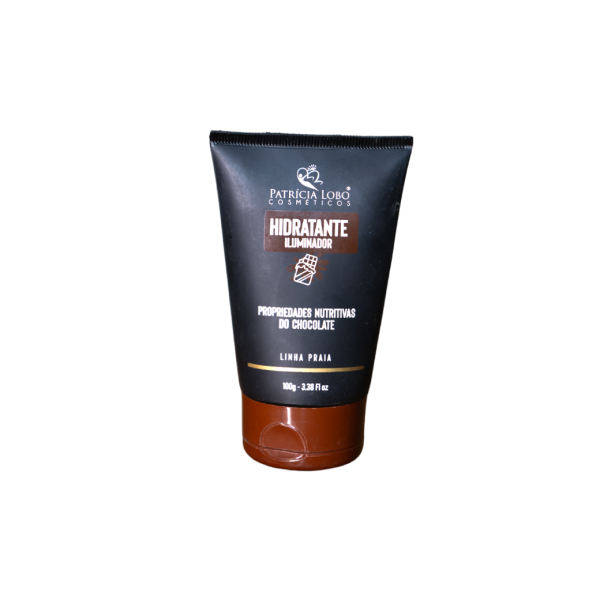 PATRÍCIA LOBO®
COSMÉTICOS
HIDRATANTE
ILUMINADOR
PROPRIEDADES NUTRITIVAS
DO CHOCOLATE
LINHA PRAIA
100g - 3.38 Fl oz